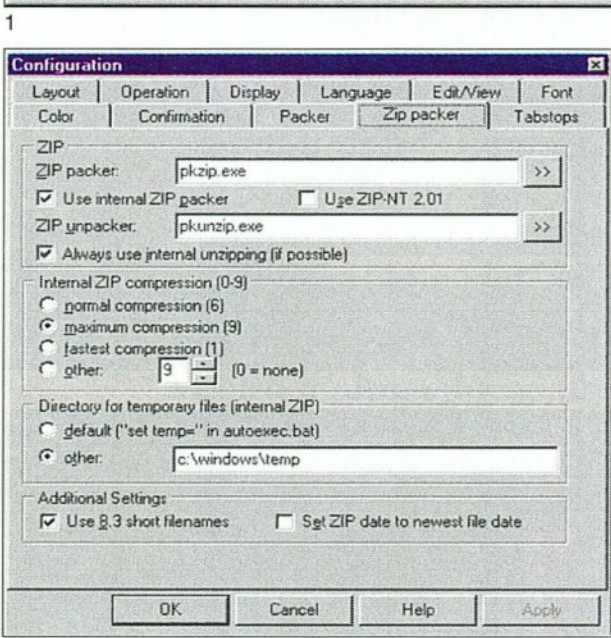 1
Configuration
Layout Operation Display Language Edit/View Font
Color Confirmation Packer Zip packer Tabstops
ZIP
ZIP packer: pkzip.exe >>
Use internal ZIP packer Use ZIP-NT 2.01
ZIP unpacker: pkunzip.exe >>
Always use internal unzipping (if possible)
Internal ZIP compression (0-9)
normal compression (6)
maximum compression (9)
fastest compression (1)
other: 9 (0 = none)
Directory for temporary files (internal ZIP)
default ("set temp=" in autoexec.bat)
other: c:\windows\temp
Additional Settings
Use 8.3 short filenames Set ZIP date to newest file date
OK Cancel Help Apply